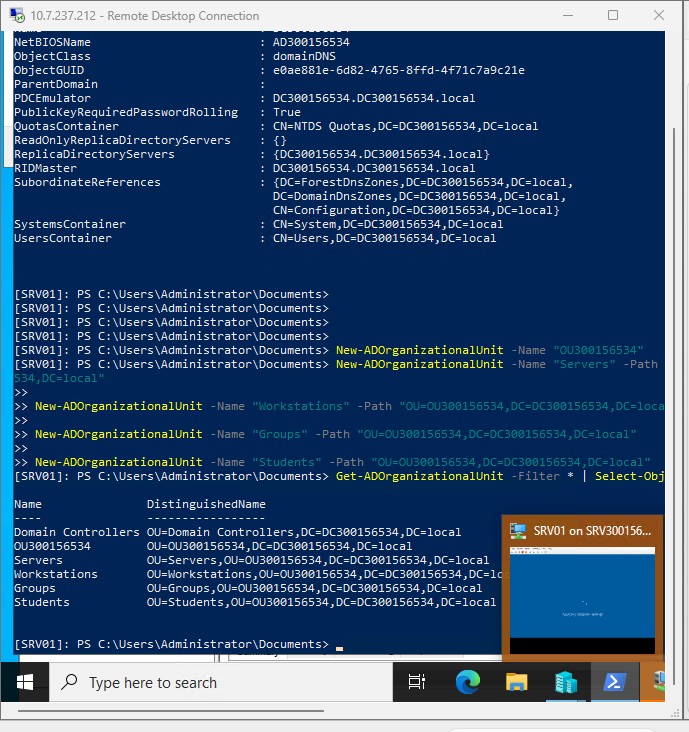 10.7.237.212 - Remote Desktop Connection
NetBIOSName : AD300156534
ObjectClass : domainDNS
ObjectGUID : e0ae881e-6d82-4765-8ffd-4f71c7a9c21e
ParentDomain :
PDCEmulator : DC300156534.DC300156534.local
PublicKeyRequiredPasswordRolling : True
QuotasContainer : CN=NTDS Quotas,DC=DC300156534,DC=local
ReadOnlyReplicaDirectoryServers : {}
ReplicaDirectoryServers : {DC300156534.DC300156534.local}
RIDMaster : DC300156534.DC300156534.local
SubordinateReferences : {DC=ForestDnsZones,DC=DC300156534,DC=local,
DC=DomainDnsZones,DC=DC300156534,DC=local,
CN=Configuration,DC=DC300156534,DC=local}
SystemsContainer : CN=System,DC=DC300156534,DC=local
UsersContainer : CN=Users,DC=DC300156534,DC=local
[SRV01]: PS C:\Users\Administrator\Documents>
[SRV01]: PS C:\Users\Administrator\Documents>
[SRV01]: PS C:\Users\Administrator\Documents>
[SRV01]: PS C:\Users\Administrator\Documents>
[SRV01]: PS C:\Users\Administrator\Documents> New-ADOrganizationalUnit -Name "OU300156534"
[SRV01]: PS C:\Users\Administrator\Documents> New-ADOrganizationalUnit -Name "Servers" -Path
534,DC=local"
>>
>> New-ADOrganizationalUnit -Name "Workstations" -Path "OU=OU300156534,DC=DC300156534,DC=loca
>>
>> New-ADOrganizationalUnit -Name "Groups" -Path "OU=OU300156534,DC=DC300156534,DC=local"
>>
>> New-ADOrganizationalUnit -Name "Students" -Path "OU=OU300156534,DC=DC300156534,DC=local"
[SRV01]: PS C:\Users\Administrator\Documents> Get-ADOrganizationalUnit -Filter * | Select-Obj
Name DistinguishedName
---- -----------------
Domain Controllers OU=Domain Controllers,DC=DC300156534,DC=local
OU300156534 OU=OU300156534,DC=DC300156534,DC=local
Servers OU=Servers,OU=OU300156534,DC=DC300156534,DC=local
Workstations OU=Workstations,OU=OU300156534,DC=DC300156534,DC=loc
Groups OU=Groups,OU=OU300156534,DC=DC300156534,DC=local
Students OU=Students,OU=OU300156534,DC=DC300156534,DC=local
SRV01 on SRV300156...
[SRV01]: PS C:\Users\Administrator\Documents>
Type here to search